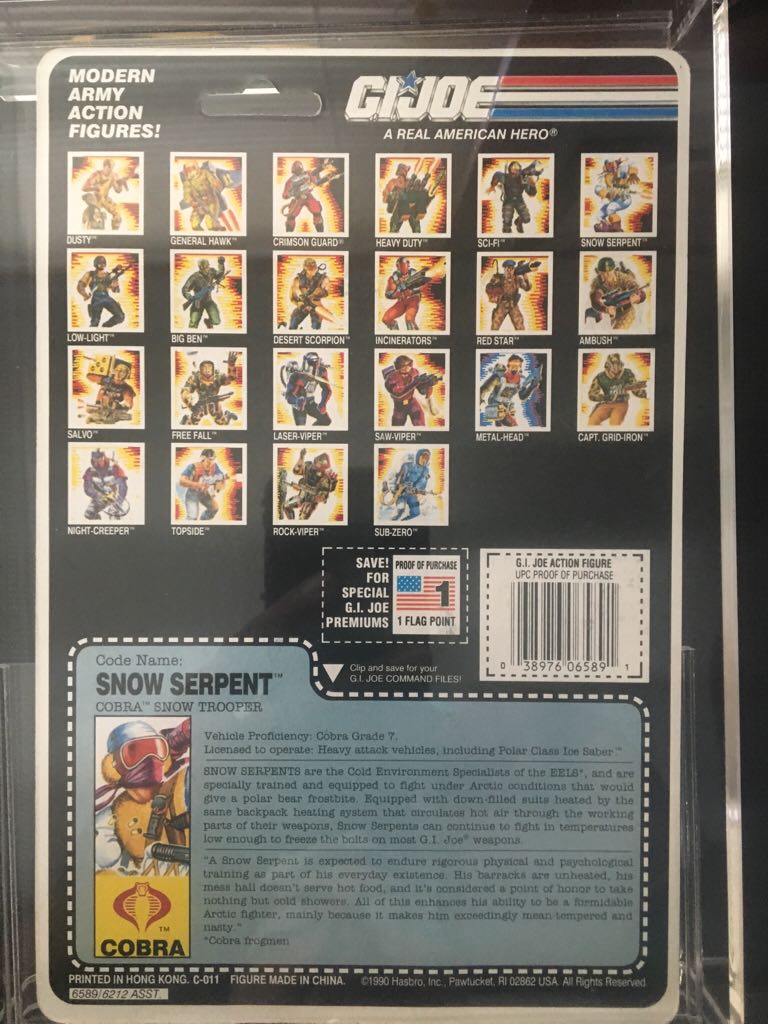 MODERN
ARMY
ACTION
FIGURES!
GI JOE
A REAL AMERICAN HERO®
DUSTY™ GENERAL HAWK™ CRIMSON GUARD® HEAVY DUTY™ SCI-FI™ SNOW SERPENT™
LOW-LIGHT™ BIG BEN™ DESERT SCORPION™ INCINERATORS™ RED STAR™ AMBUSH™
SALVO™ FREE FALL™ LASER-VIPER™ SAW-VIPER™ METAL-HEAD™ CAPT. GRID-IRON™
NIGHT-CREEPER™ TOPSIDE™ ROCK-VIPER™ SUB-ZERO™
SAVE!
FOR
SPECIAL
G.I. JOE
PREMIUMS
PROOF OF PURCHASE
1
1 FLAG POINT
G.I. JOE ACTION FIGURE
UPC PROOF OF PURCHASE
0 38976 06589 1
Clip and save for your
G.I. JOE COMMAND FILES!
Code Name:
SNOW SERPENT™
COBRA™ SNOW TROOPER
Vehicle Proficiency: Cobra Grade 7.
Licensed to operate: Heavy attack vehicles, including Polar Class Ice Saber™
SNOW SERPENTS are the Cold Environment Specialists of the EELS*, and are
specially trained and equipped to fight under Arctic conditions that would
give a polar bear frostbite. Equipped with down-filled suits heated by the
same backpack heating system that circulates hot air through the working
parts of their weapons, Snow Serpents can continue to fight in temperatures
low enough to freeze the bolts on most G.I. Joe® weapons.
"A Snow Serpent is expected to endure rigorous physical and psychological
training as part of his everyday existence. His barracks are unheated, his
mess hall doesn't serve hot food, and it's considered a point of honor to take
nothing but cold showers. All of this enhances his ability to be a formidable
Arctic fighter, mainly because it makes him exceedingly mean-tempered and
nasty."
*Cobra frogmen
™
COBRA
PRINTED IN HONG KONG. C-011 FIGURE MADE IN CHINA. ©1990 Hasbro, Inc., Pawtucket, RI 02862 USA. All Rights Reserved.
6589/6212 ASST.